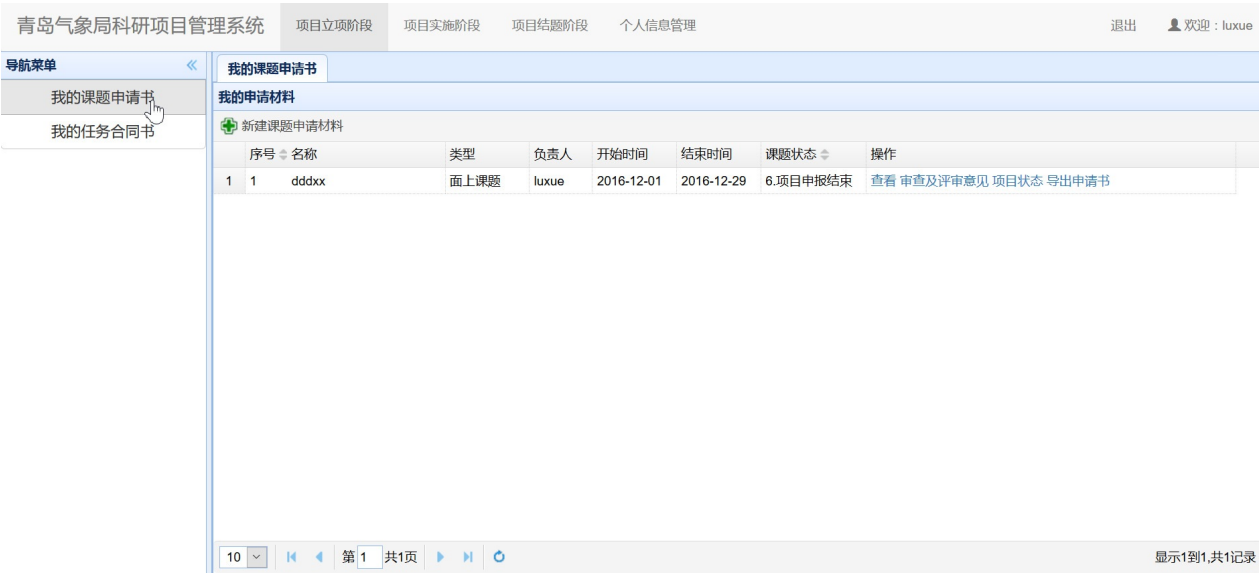 青岛气象局科研项目管理系统 项目立项阶段 项目实施阶段 项目结题阶段 个人信息管理 退出 欢迎：luxue
导航菜单 我的课题申请书
我的课题申请书 我的申请材料
新建课题申请材料
我的任务合同书
序号 名称 类型 负责人 开始时间 结束时间 课题状态 操作
1 1 dddxx 面上课题 luxue 2016-12-01 2016-12-29 6.项目申报结束 查看 审查及评审意见 项目状态 导出申请书
10 第 1 共1页 显示1到1,共1记录